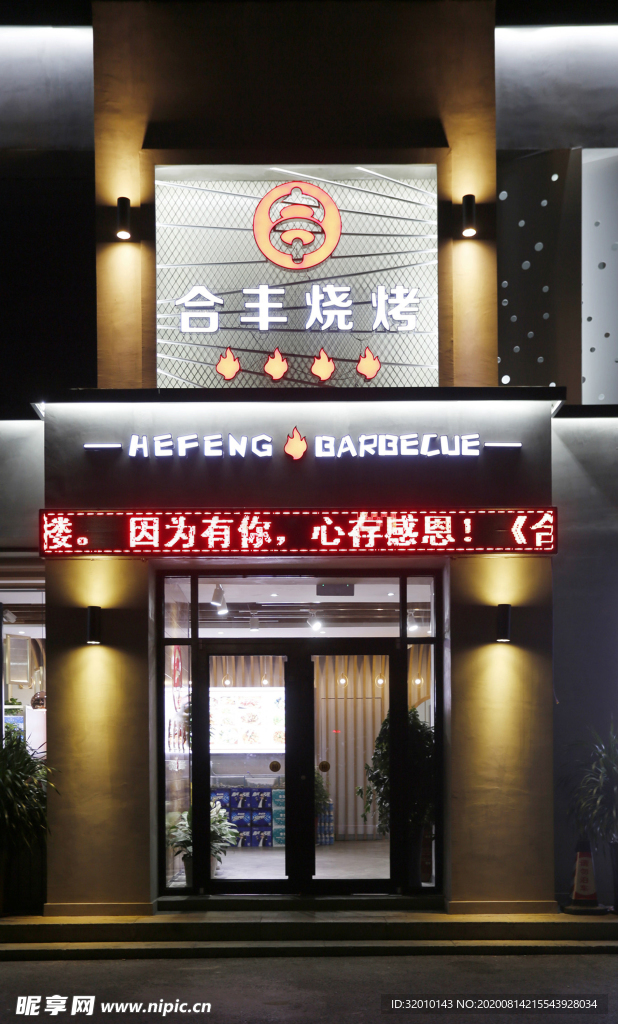 合丰烧烤
HEFENG BARBECUE
楼。 因为有你，心存感恩！《合
昵享网 www.nipic.cn
ID:32010143 NO:20200814215543928034